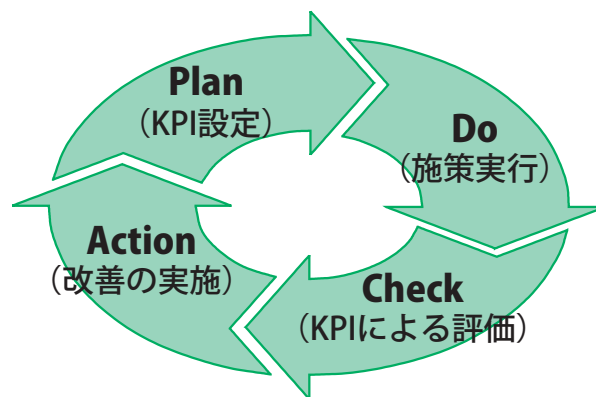 Plan
（KPI設定）
Do
（施策実行）
Check
（KPIによる評価）
Action
（改善の実施）